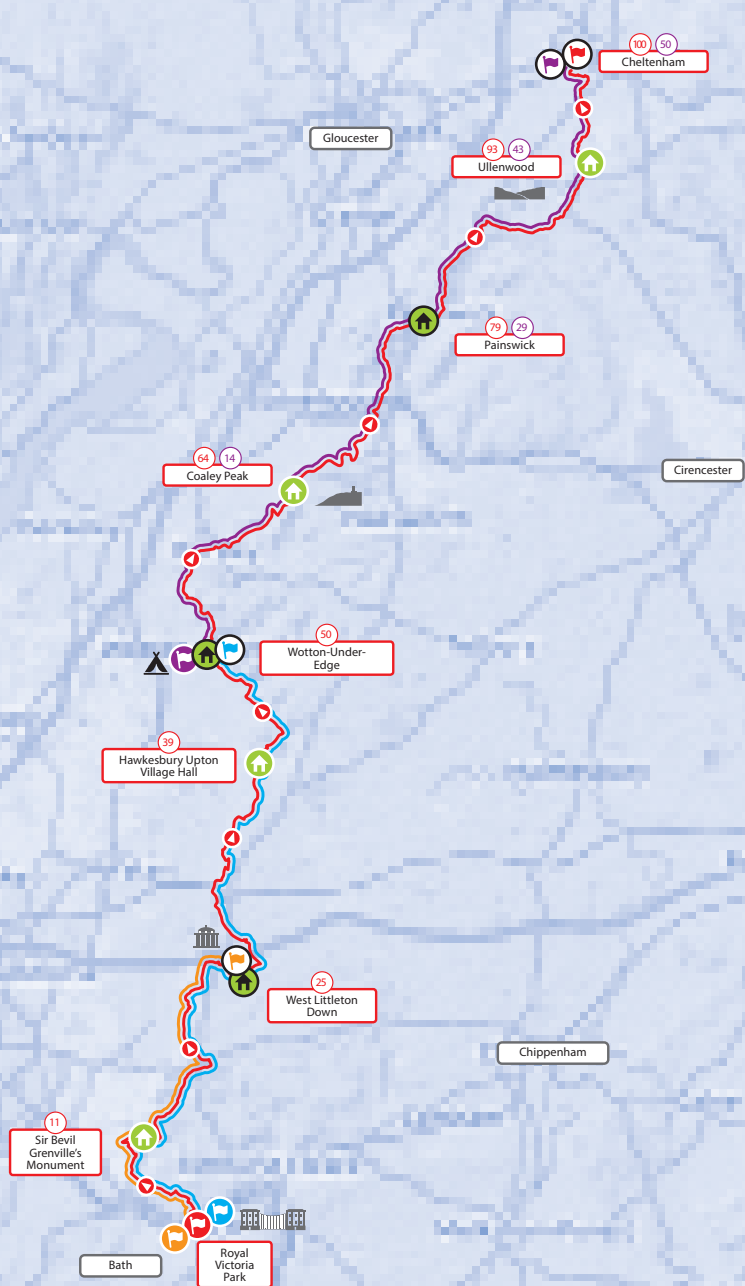 100 50
Cheltenham
Gloucester
93 43
Ullenwood
79 29
Painswick
64 14
Coaley Peak
Cirencester
50
Wotton-Under-
Edge
39
Hawkesbury Upton
Village Hall
25
West Littleton
Down
Chippenham
11
Sir Bevil
Grenville's
Monument
Bath
Royal
Victoria
Park